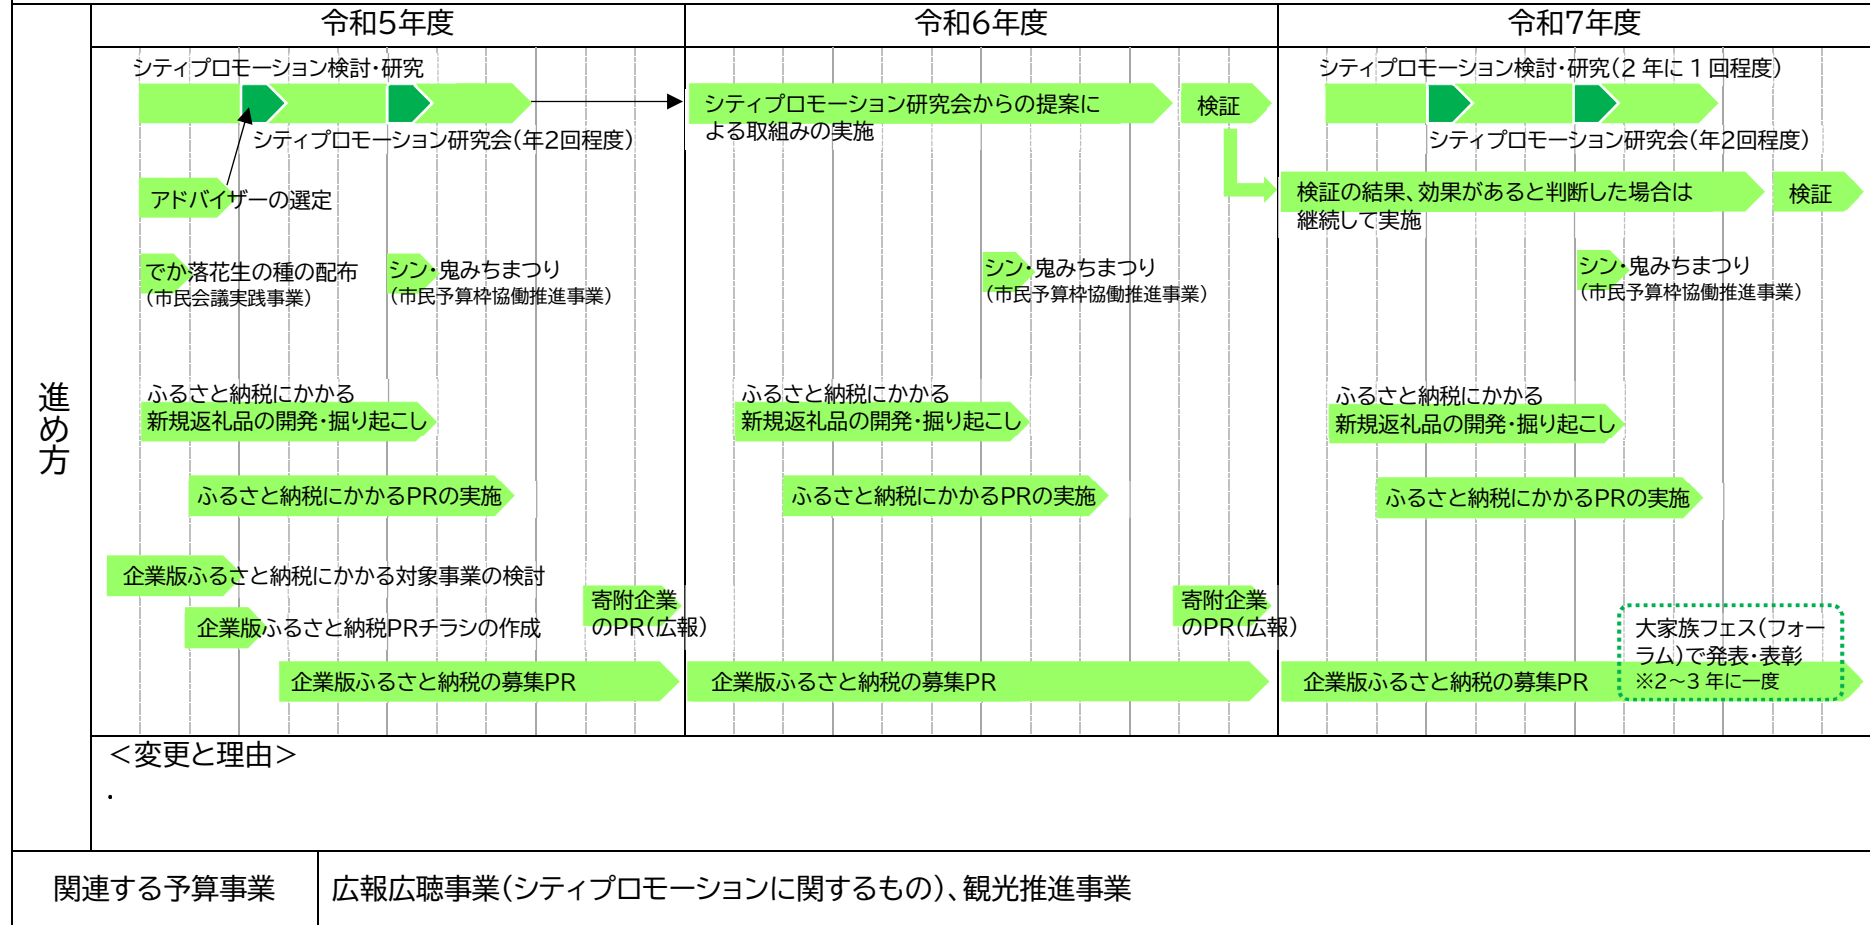 令和5年度
令和6年度
令和7年度
進め方
シティプロモーション検討・研究
シティプロモーション研究会(年2回程度)
アドバイザーの選定
でか落花生の種の配布
(市民会議実践事業)
シン・鬼みちまつり
(市民予算枠協働推進事業)
ふるさと納税にかかる
新規返礼品の開発・掘り起こし
ふるさと納税にかかるPRの実施
企業版ふるさと納税にかかる対象事業の検討
企業版ふるさと納税PRチラシの作成
寄附企業
のPR(広報)
企業版ふるさと納税の募集PR
シティプロモーション研究会からの提案に
よる取組みの実施
検証
シン・鬼みちまつり
(市民予算枠協働推進事業)
ふるさと納税にかかる
新規返礼品の開発・掘り起こし
ふるさと納税にかかるPRの実施
寄附企業
のPR(広報)
企業版ふるさと納税の募集PR
シティプロモーション検討・研究(2年に1回程度)
シティプロモーション研究会(年2回程度)
検証の結果、効果があると判断した場合は
継続して実施
検証
シン・鬼みちまつり
(市民予算枠協働推進事業)
ふるさと納税にかかる
新規返礼品の開発・掘り起こし
ふるさと納税にかかるPRの実施
大家族フェス(フォー
ラム)で発表・表彰
※2～3年に一度
企業版ふるさと納税の募集PR
＜変更と理由＞
・
関連する予算事業
広報広聴事業(シティプロモーションに関するもの)、観光推進事業